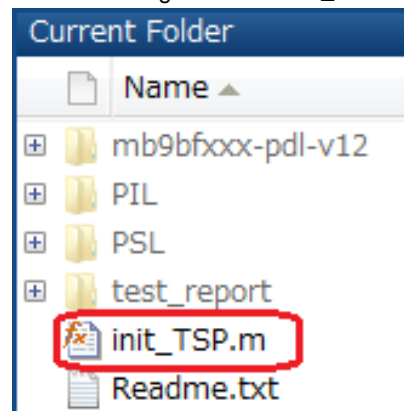 Current Folder
Name
mb9bfxxx-pdl-v12
PIL
PSL
test_report
init_TSP.m
Readme.txt